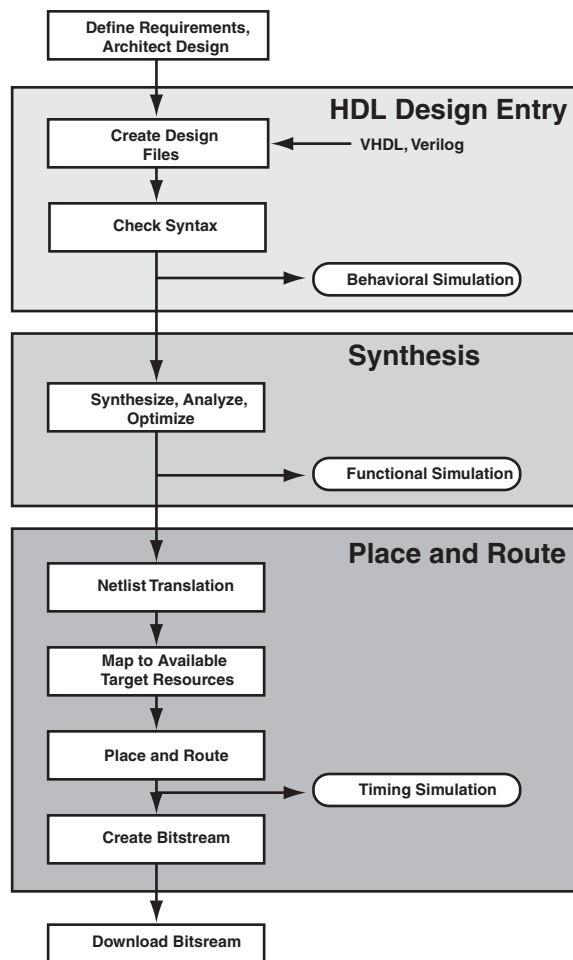 Define Requirements,
Architect Design
HDL Design Entry
Create Design
Files
VHDL, Verilog
Check Syntax
Behavioral Simulation
Synthesis
Synthesize, Analyze,
Optimize
Functional Simulation
Place and Route
Netlist Translation
Map to Available
Target Resources
Place and Route
Timing Simulation
Create Bitstream
Download Bitsream